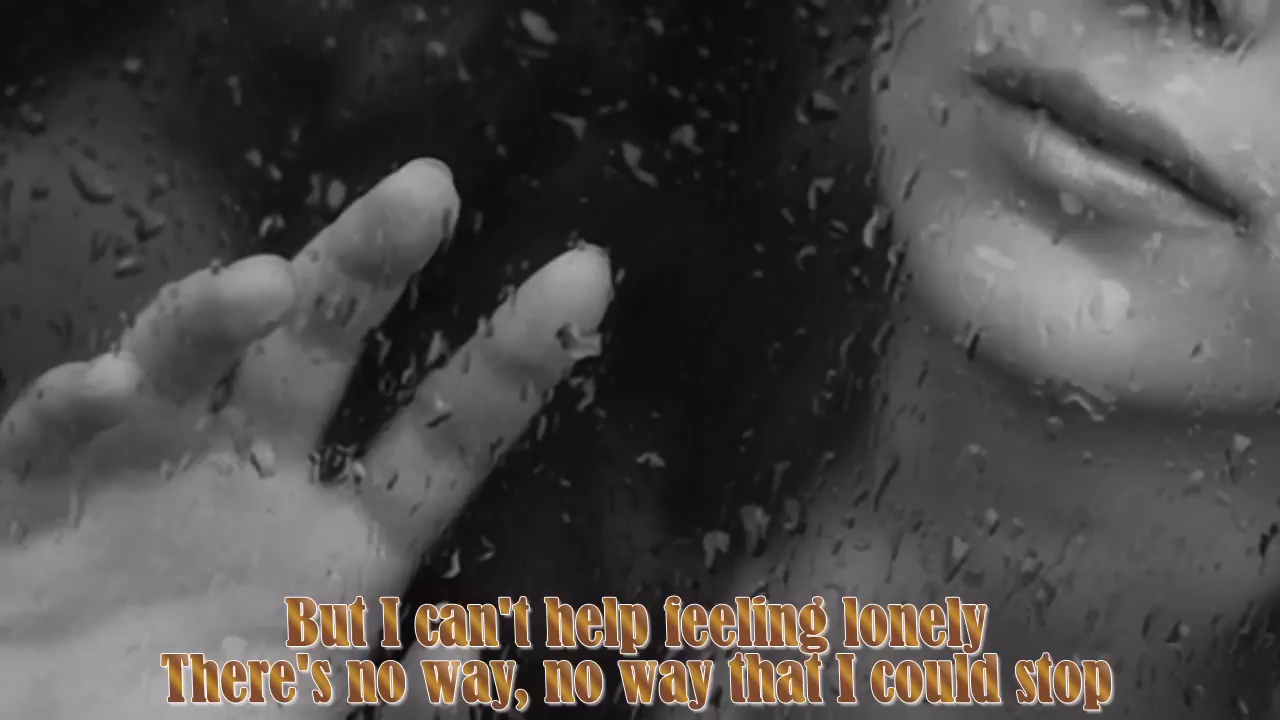 But I can't help feeling lonely
There's no way, no way that I could stop